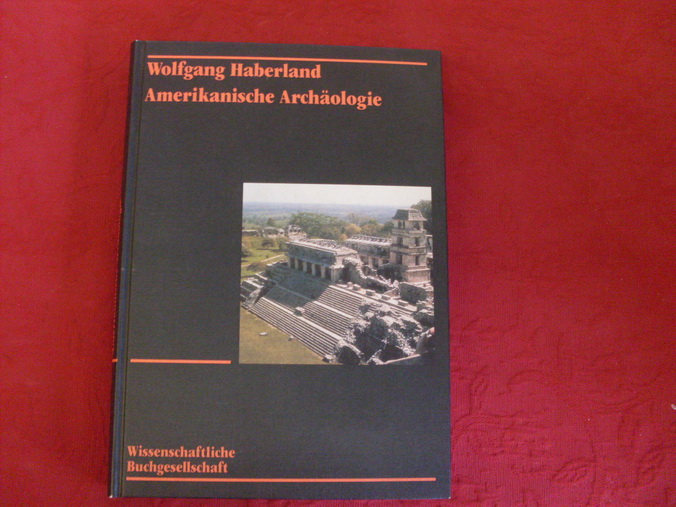 Wolfgang Haberland
Amerikanische Archäologie
Wissenschaftliche
Buchgesellschaft